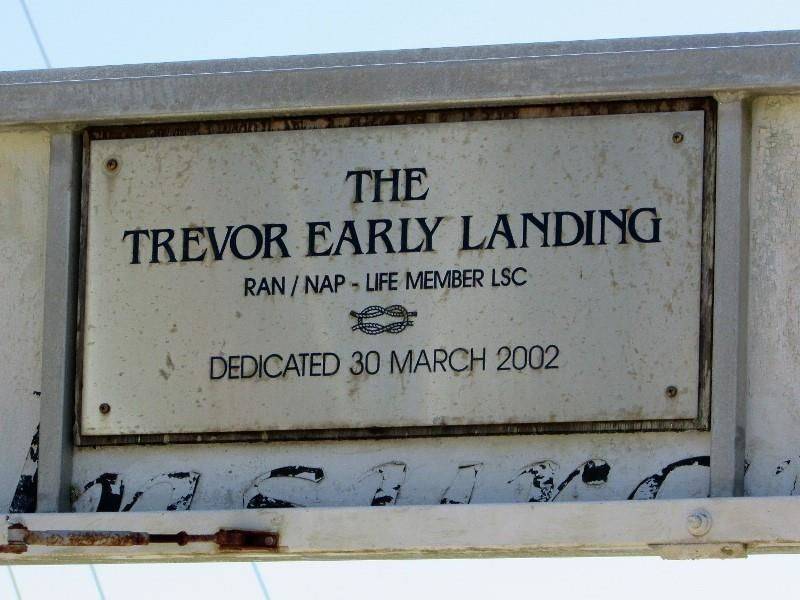 THE
TREVOR EARLY LANDING
RAN / NAP - LIFE MEMBER LSC
DEDICATED 30 MARCH 2002